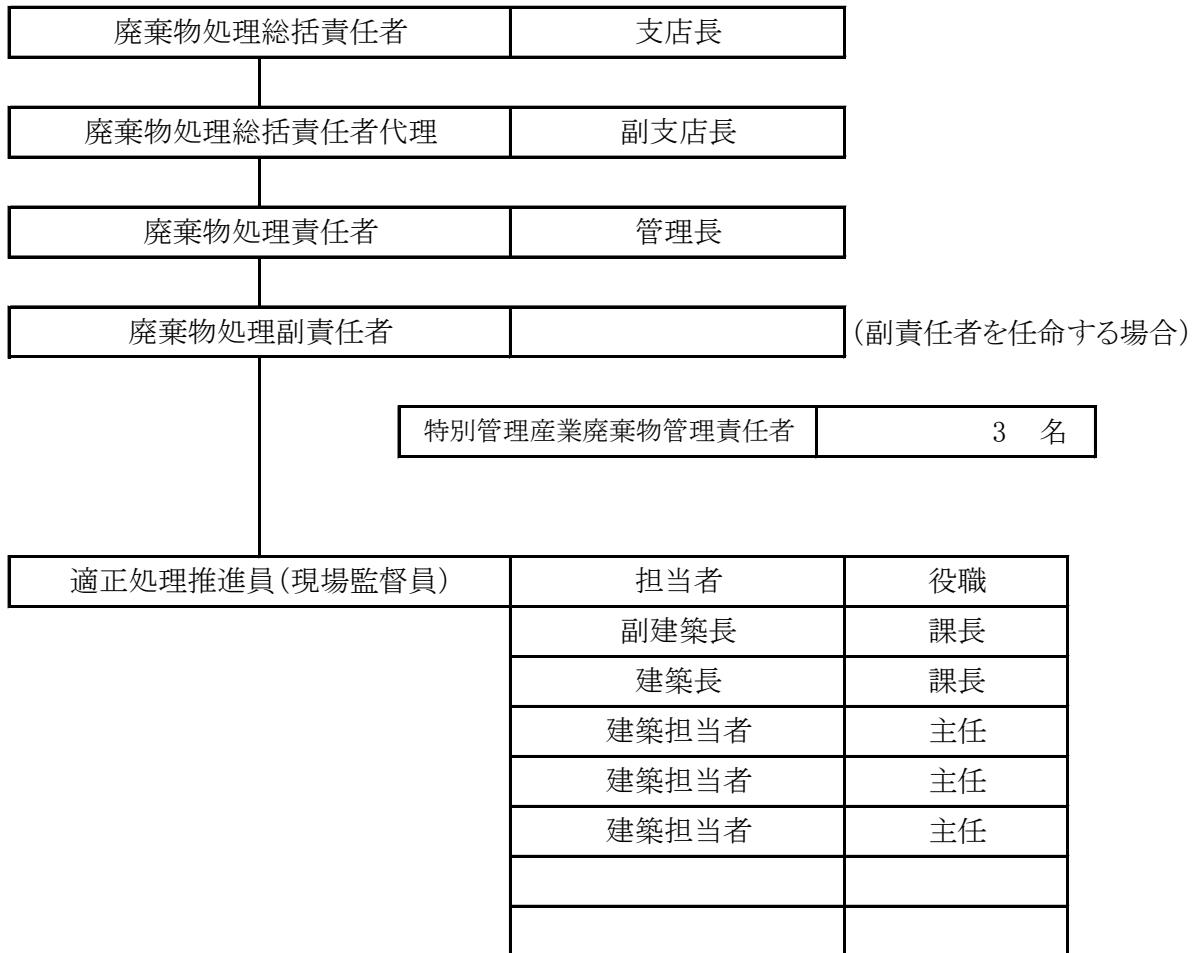 廃棄物処理総括責任者 支店長
廃棄物処理総括責任者代理 副支店長
廃棄物処理責任者 管理長
廃棄物処理副責任者 (副責任者を任命する場合)
特別管理産業廃棄物管理責任者 3 名
適正処理推進員(現場監督員) 担当者 役職
副建築長 課長
建築長 課長
建築担当者 主任
建築担当者 主任
建築担当者 主任